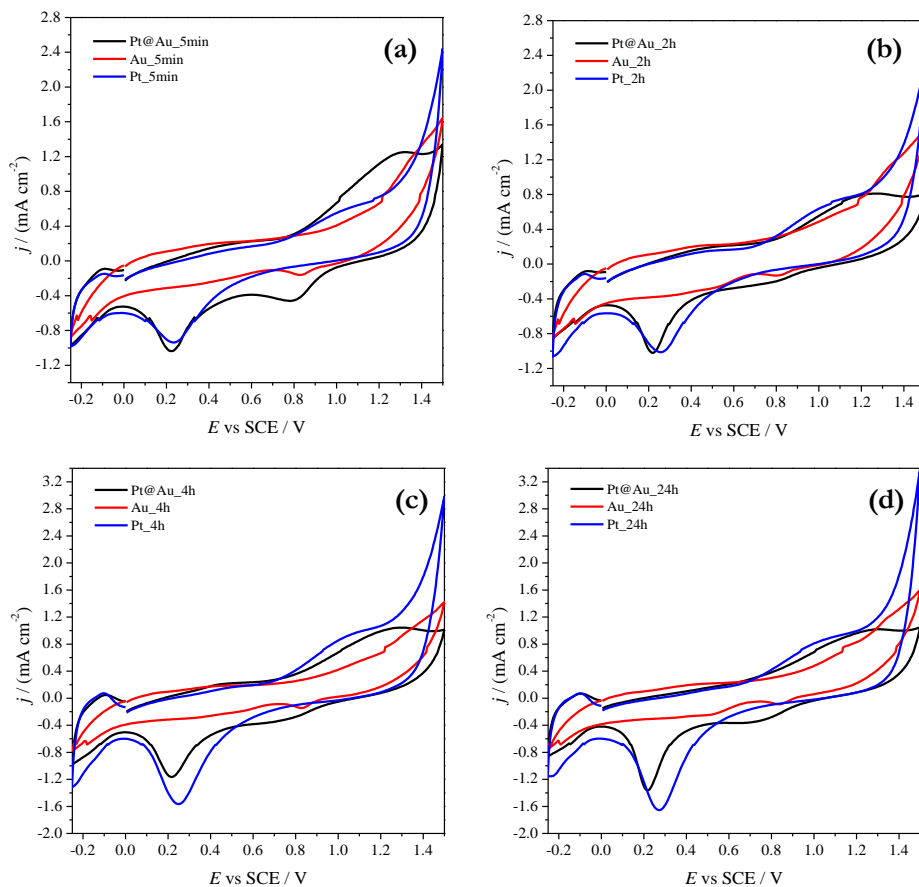 2.8
2.4
2.0
1.6
1.2
0.8
0.4
0.0
-0.4
-0.8
-1.2
j / (mA cm⁻²)
Pt@Au_5min
Au_5min
Pt_5min
(a)
-0.2 0.0 0.2 0.4 0.6 0.8 1.0 1.2 1.4
E vs SCE / V
2.8
2.4
2.0
1.6
1.2
0.8
0.4
0.0
-0.4
-0.8
-1.2
j / (mA cm⁻²)
Pt@Au_2h
Au_2h
Pt_2h
(b)
-0.2 0.0 0.2 0.4 0.6 0.8 1.0 1.2 1.4
E vs SCE / V
3.2
2.8
2.4
2.0
1.6
1.2
0.8
0.4
0.0
-0.4
-0.8
-1.2
-1.6
-2.0
j / (mA cm⁻²)
Pt@Au_4h
Au_4h
Pt_4h
(c)
-0.2 0.0 0.2 0.4 0.6 0.8 1.0 1.2 1.4
E vs SCE / V
3.2
2.8
2.4
2.0
1.6
1.2
0.8
0.4
0.0
-0.4
-0.8
-1.2
-1.6
-2.0
j / (mA cm⁻²)
Pt@Au_24h
Au_24h
Pt_24h
(d)
-0.2 0.0 0.2 0.4 0.6 0.8 1.0 1.2 1.4
E vs SCE / V